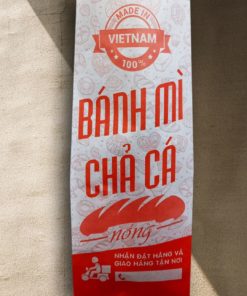 MADE IN
VIETNAM
100%
BÁNH MÌ
CHẢ CÁ
nóng
NHẬN ĐẶT HÀNG VÀ
GIAO HÀNG TẬN NƠI